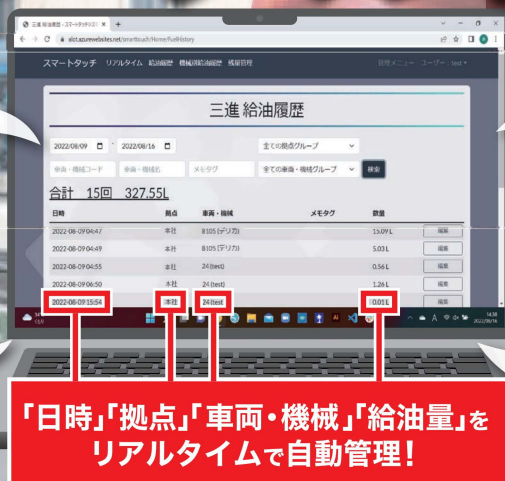 三進 給油履歴 - スマートタッチ(スミ
slct.azurewebsites.net/smarttouch/Home/FuelHistory
スマートタッチ リアルタイム 給油履歴 機械別給油履歴 残量管理 管理メニュー ユーザー: test
三進 給油履歴
2022/08/09 - 2022/08/16 全ての拠点グループ
車両・機械コード 車両・機械名 メモタグ 全ての車両・機械グループ 検索
合計 15回 327.55L
日時 拠点 車両・機械 メモタグ 数量
2022-08-09 04:47 本社 8105 (デリカ) 15.09 L 編集
2022-08-09 04:49 本社 8105 (デリカ) 5.03 L 編集
2022-08-09 04:55 本社 24 (test) 0.56 L 編集
2022-08-09 06:50 本社 24 (test) 1.26 L 編集
2022-08-09 15:54 本社 24 (test 0.01 L 編集
A 14:38
2022/08/16
「日時」「拠点」「車両・機械」「給油量」を
リアルタイムで自動管理!